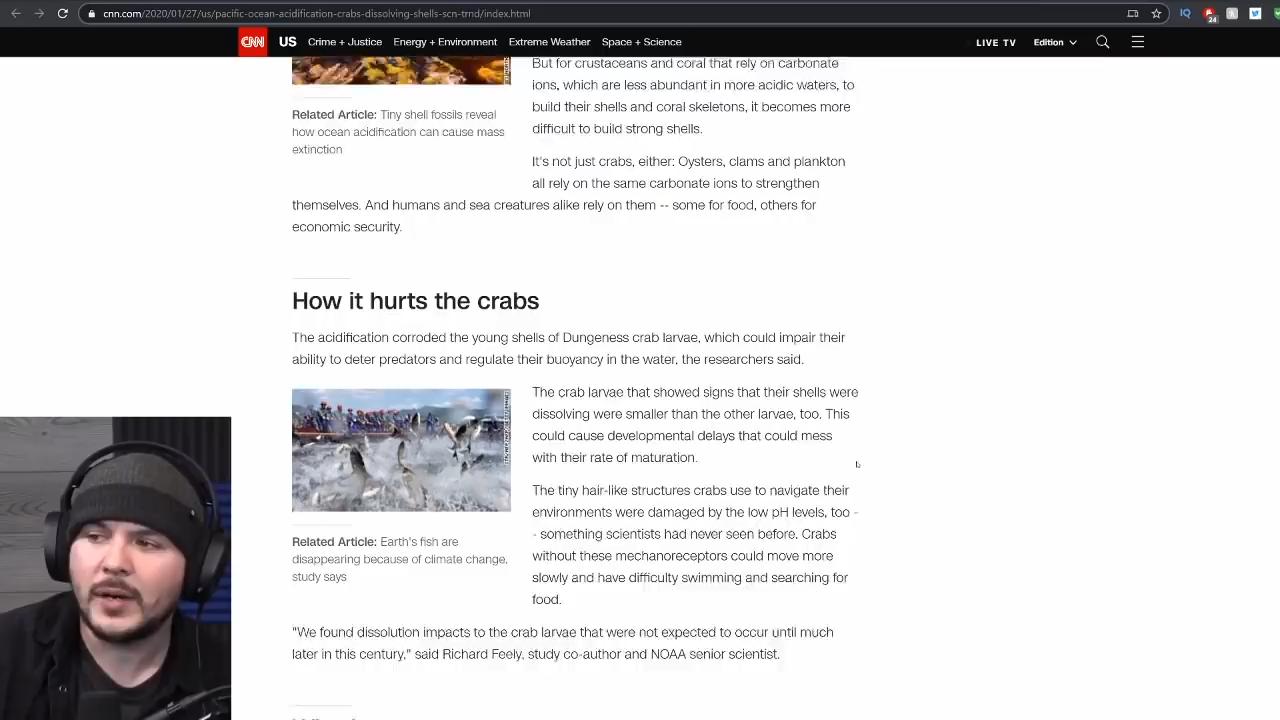 cnn.com/2020/01/27/us/pacific-ocean-acidification-crabs-dissolving-shells-scn-trnd/index.html
24
CNN US Crime + Justice Energy + Environment Extreme Weather Space + Science LIVE TV Edition
But for crustaceans and coral that rely on carbonate
ions, which are less abundant in more acidic waters, to
build their shells and coral skeletons, it becomes more
difficult to build strong shells.
Related Article: Tiny shell fossils reveal
how ocean acidification can cause mass
extinction
It's not just crabs, either: Oysters, clams and plankton
all rely on the same carbonate ions to strengthen
themselves. And humans and sea creatures alike rely on them -- some for food, others for
economic security.
How it hurts the crabs
The acidification corroded the young shells of Dungeness crab larvae, which could impair their
ability to deter predators and regulate their buoyancy in the water, the researchers said.
The crab larvae that showed signs that their shells were
dissolving were smaller than the other larvae, too. This
could cause developmental delays that could mess
with their rate of maturation.
The tiny hair-like structures crabs use to navigate their
environments were damaged by the low pH levels, too -
- something scientists had never seen before. Crabs
without these mechanoreceptors could move more
slowly and have difficulty swimming and searching for
food.
Related Article: Earth's fish are
disappearing because of climate change,
study says
"We found dissolution impacts to the crab larvae that were not expected to occur until much
later in this century," said Richard Feely, study co-author and NOAA senior scientist.